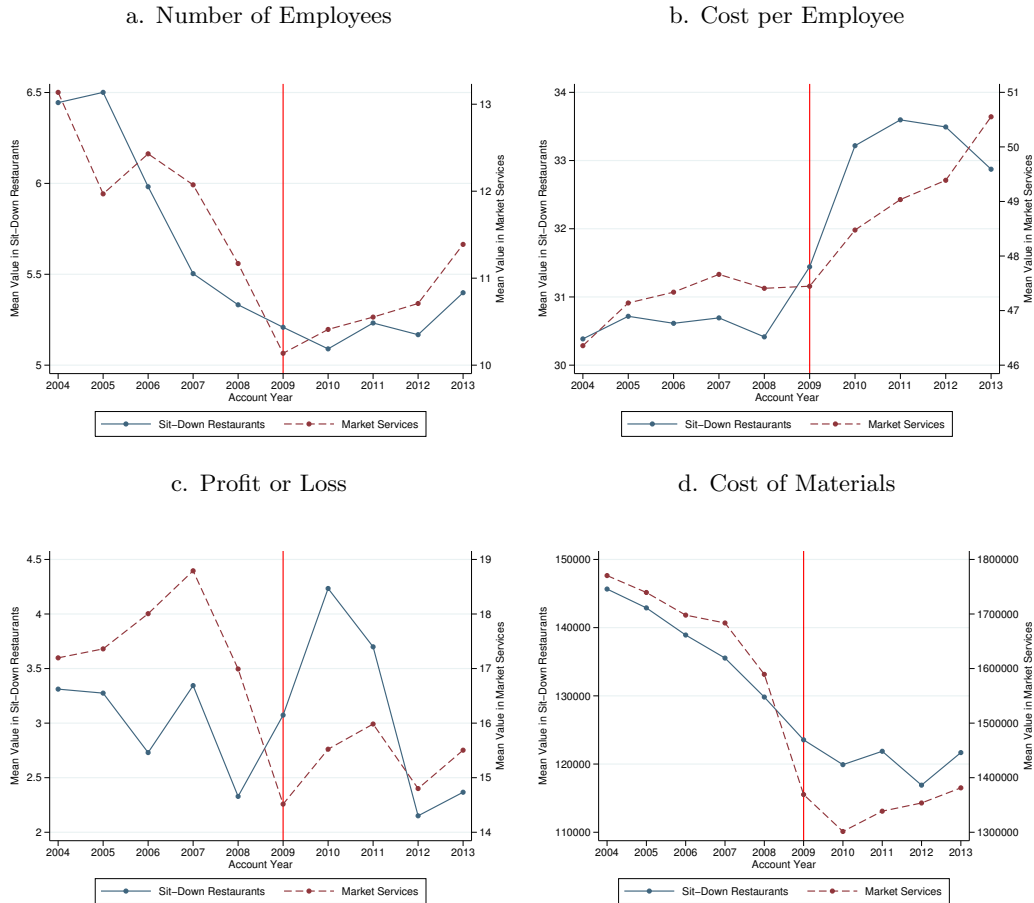 a. Number of Employees
Mean Value in Sit-Down Restaurants
6.5
6
5.5
5
13
12
11
10
Mean Value in Market Services
2004 2005 2006 2007 2008 2009 2010 2011 2012 2013
Account Year
Sit-Down Restaurants Market Services
b. Cost per Employee
Mean Value in Sit-Down Restaurants
34
33
32
31
30
51
50
49
48
47
46
Mean Value in Market Services
2004 2005 2006 2007 2008 2009 2010 2011 2012 2013
Account Year
Sit-Down Restaurants Market Services
c. Profit or Loss
Mean Value in Sit-Down Restaurants
4.5
4
3.5
3
2.5
2
19
18
17
16
15
14
Mean Value in Market Services
2004 2005 2006 2007 2008 2009 2010 2011 2012 2013
Account Year
Sit-Down Restaurants Market Services
d. Cost of Materials
Mean Value in Sit-Down Restaurants
150000
140000
130000
120000
110000
1800000
1700000
1600000
1500000
1400000
1300000
Mean Value in Market Services
2004 2005 2006 2007 2008 2009 2010 2011 2012 2013
Account Year
Sit-Down Restaurants Market Services